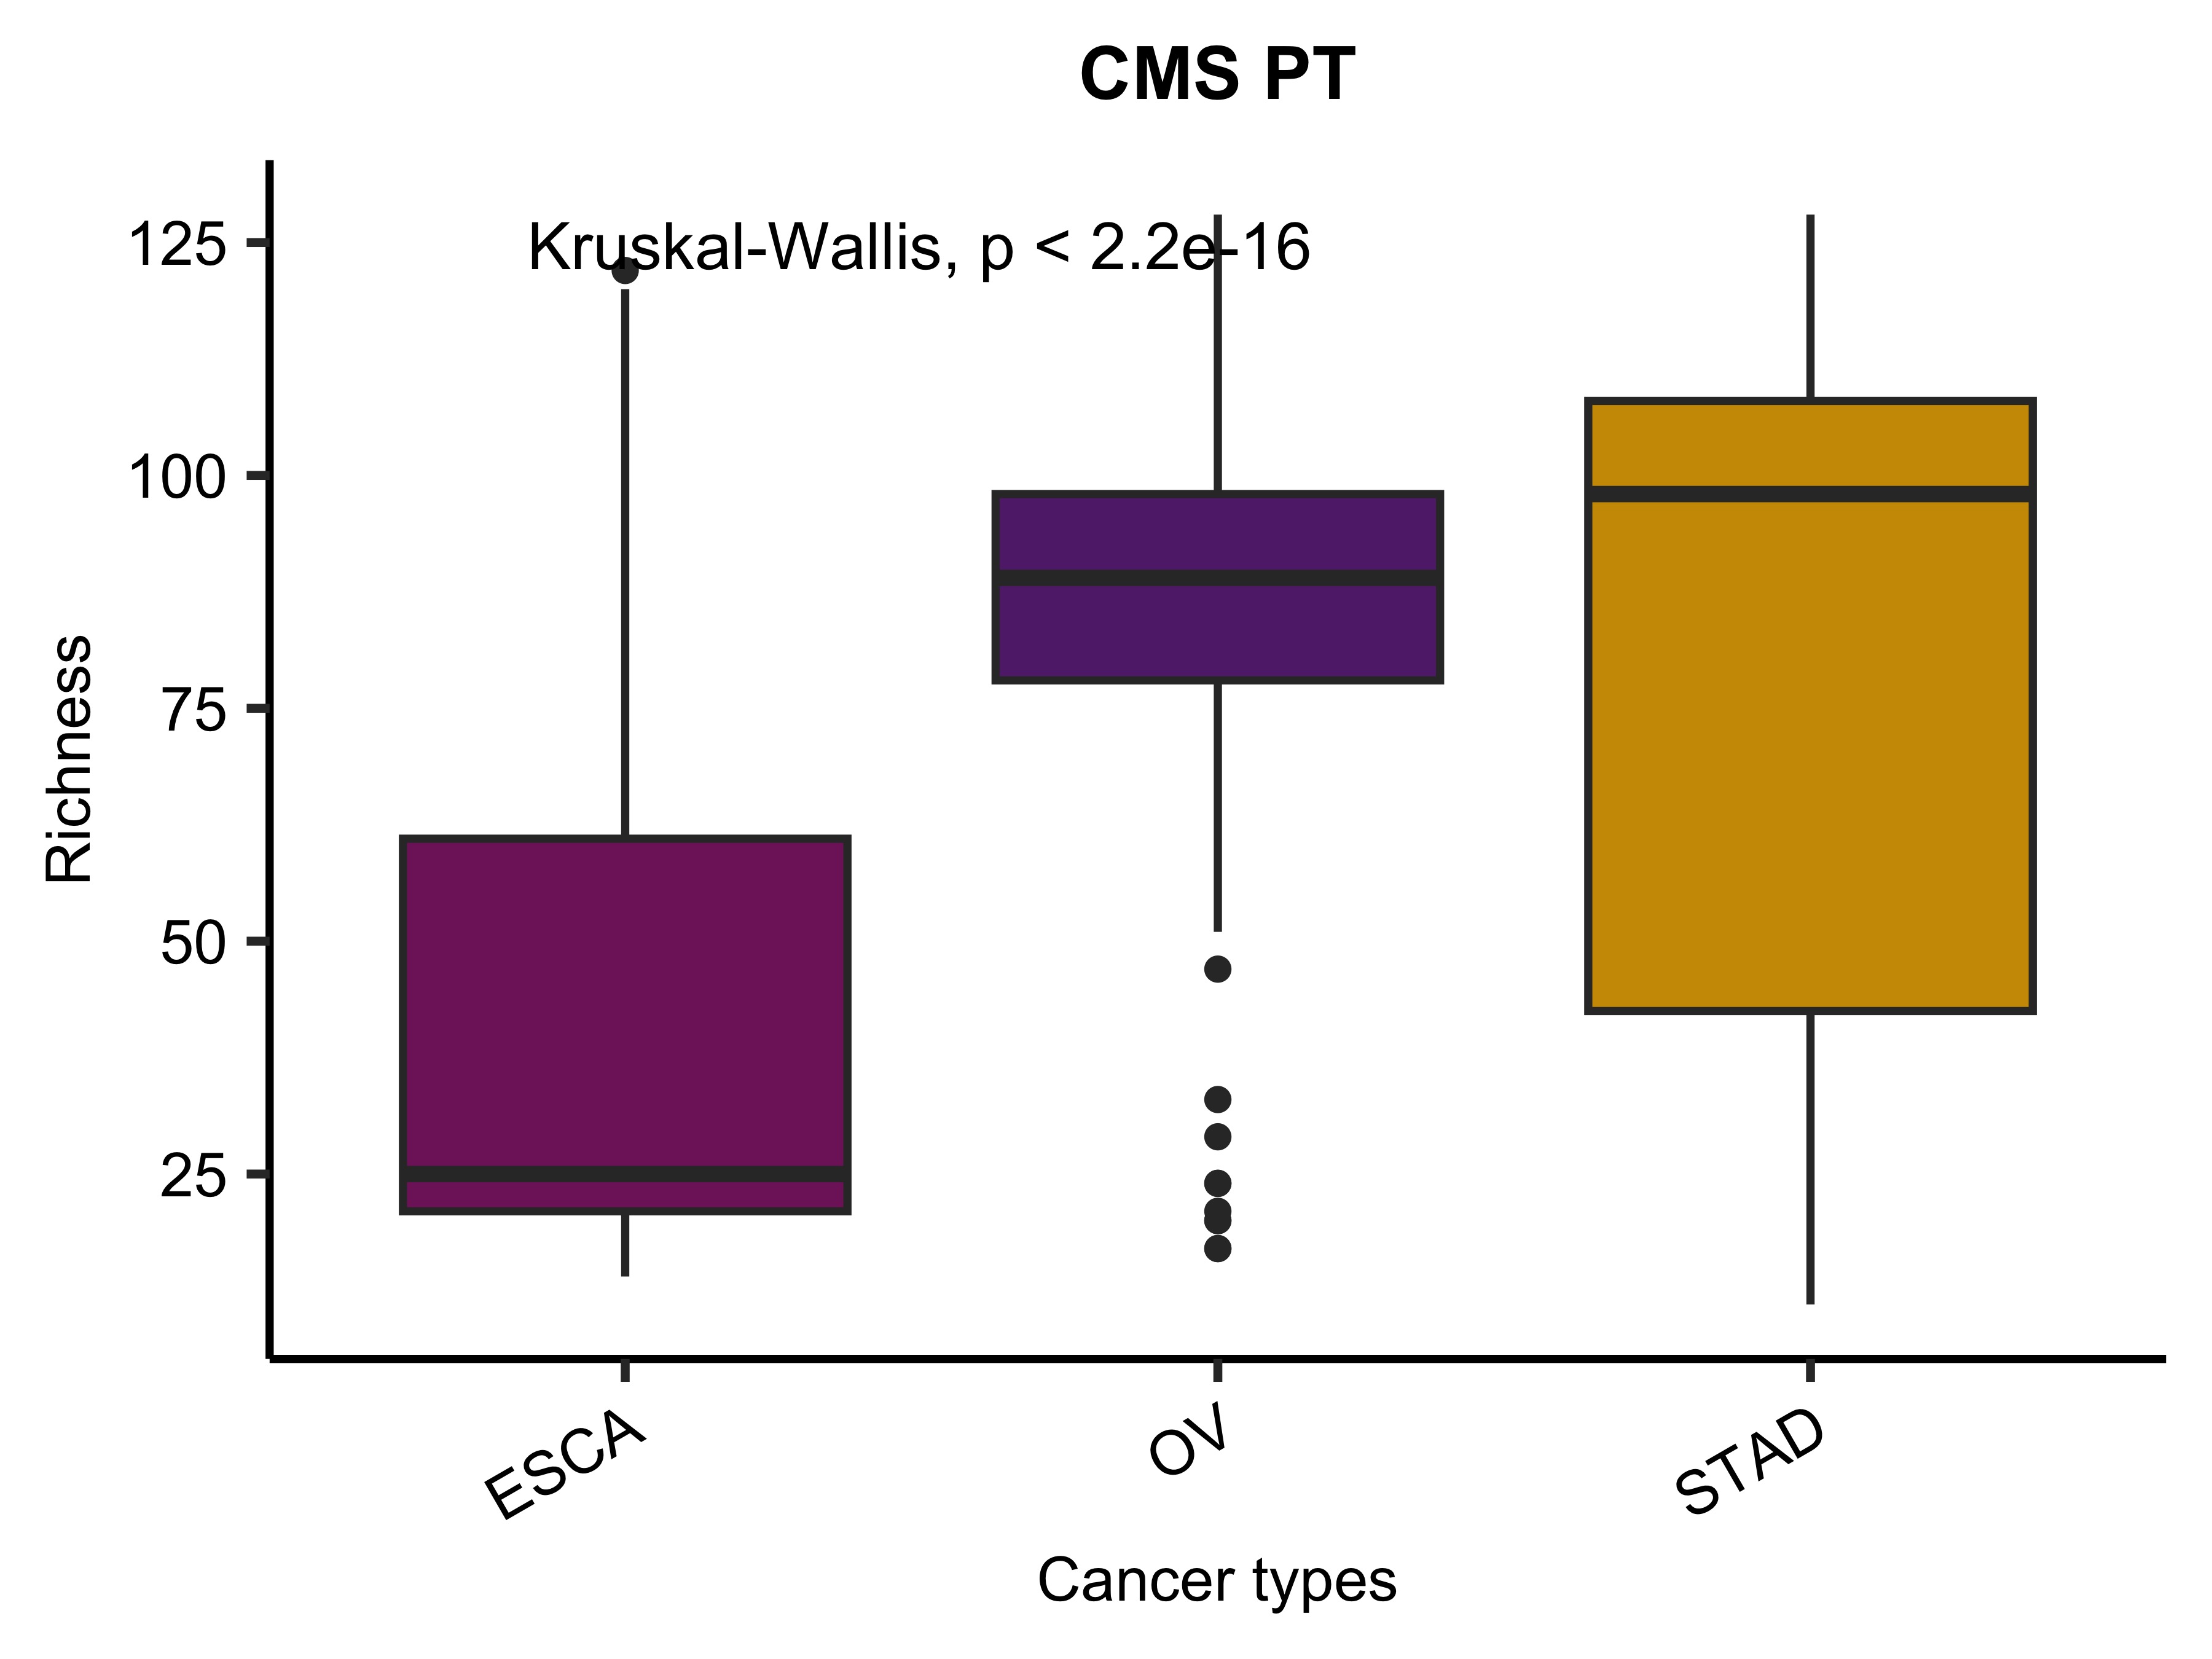 CMS PT
Kruskal-Wallis, p < 2.2e-16
125
100
75
50
25
Richness
ESCA
OV
STAD
Cancer types